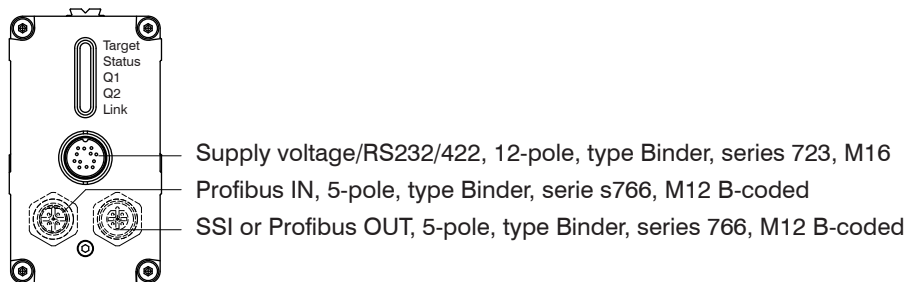 Target
Status
Q1
Q2
Link
Supply voltage/RS232/422, 12-pole, type Binder, series 723, M16
Profibus IN, 5-pole, type Binder, serie s766, M12 B-coded
SSI or Profibus OUT, 5-pole, type Binder, series 766, M12 B-coded